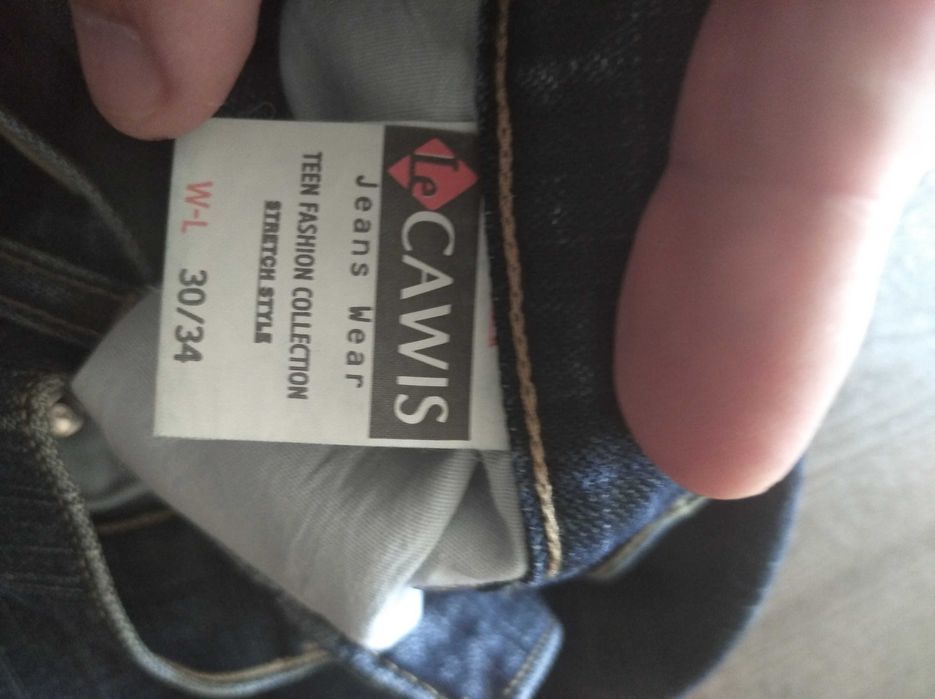 Le CAWIS
Jeans Wear
TEEN FASHION COLLECTION
STRETCH STYLE
W-L 30/34